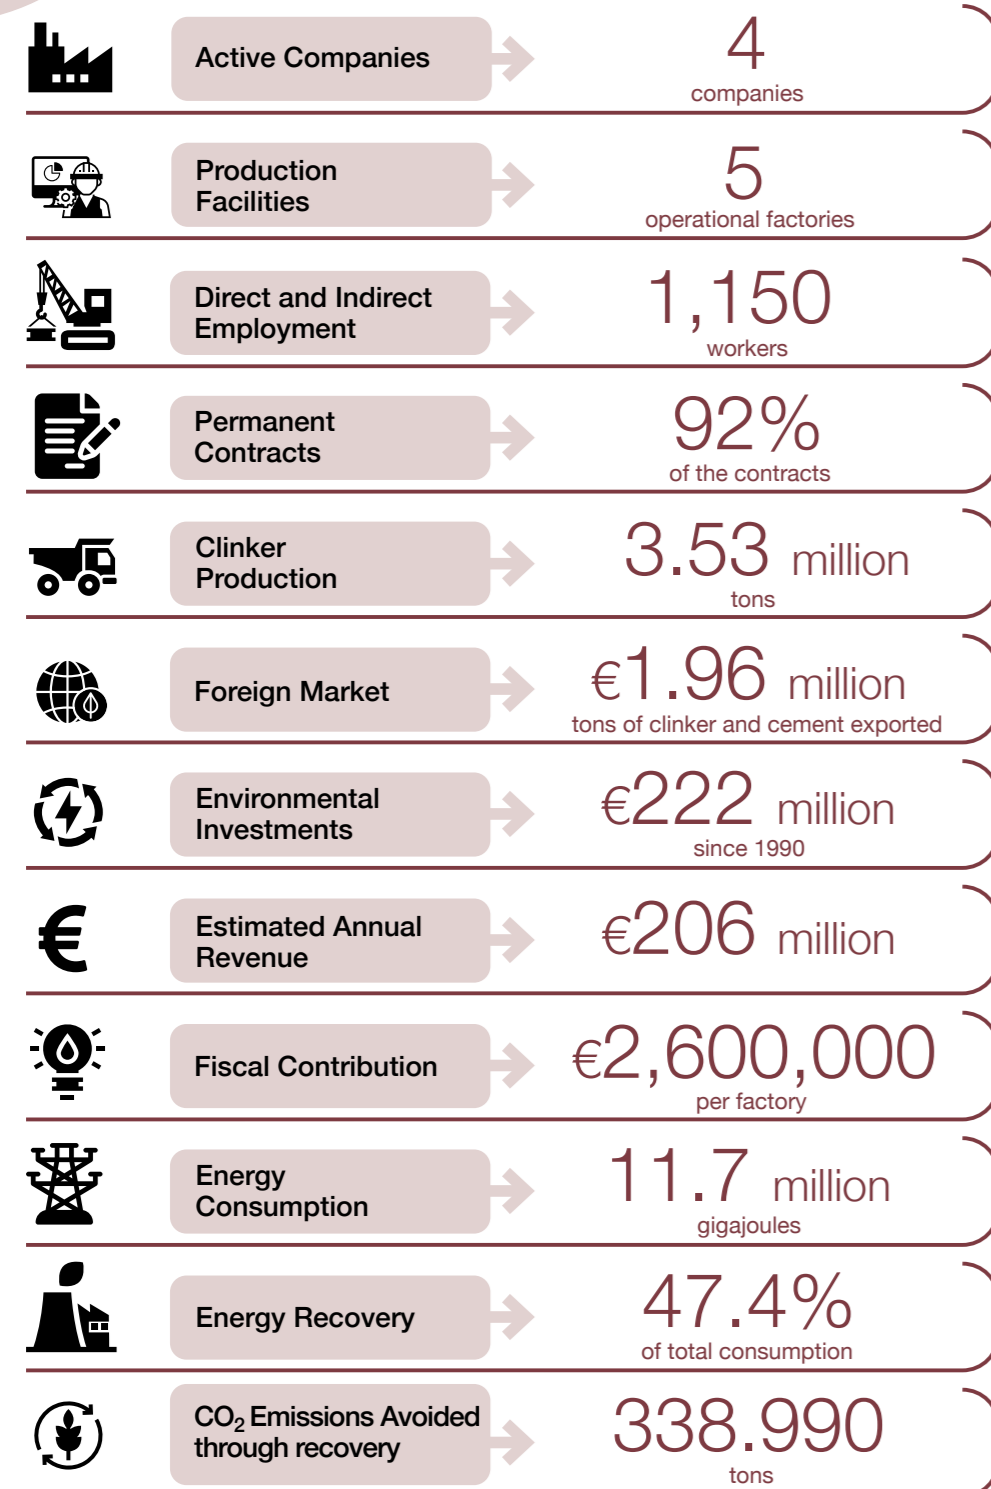 Active Companies
4
companies
Production
Facilities
5
operational factories
Direct and Indirect
Employment
1,150
workers
Permanent
Contracts
92%
of the contracts
Clinker
Production
3.53 million
tons
Foreign Market
€1.96 million
tons of clinker and cement exported
Environmental
Investments
€222 million
since 1990
€
Estimated Annual
Revenue
€206 million
Fiscal Contribution
€2,600,000
per factory
Energy
Consumption
11.7 million
gigajoules
Energy Recovery
47.4%
of total consumption
CO₂ Emissions Avoided
through recovery
338.990
tons